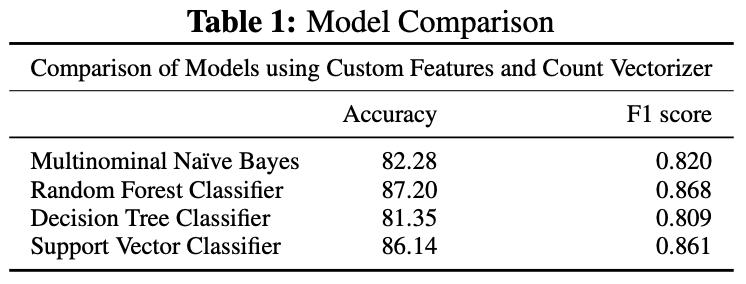 Table 1: Model Comparison
Comparison of Models using Custom Features and Count Vectorizer
Accuracy F1 score
Multinominal Naïve Bayes 82.28 0.820
Random Forest Classifier 87.20 0.868
Decision Tree Classifier 81.35 0.809
Support Vector Classifier 86.14 0.861